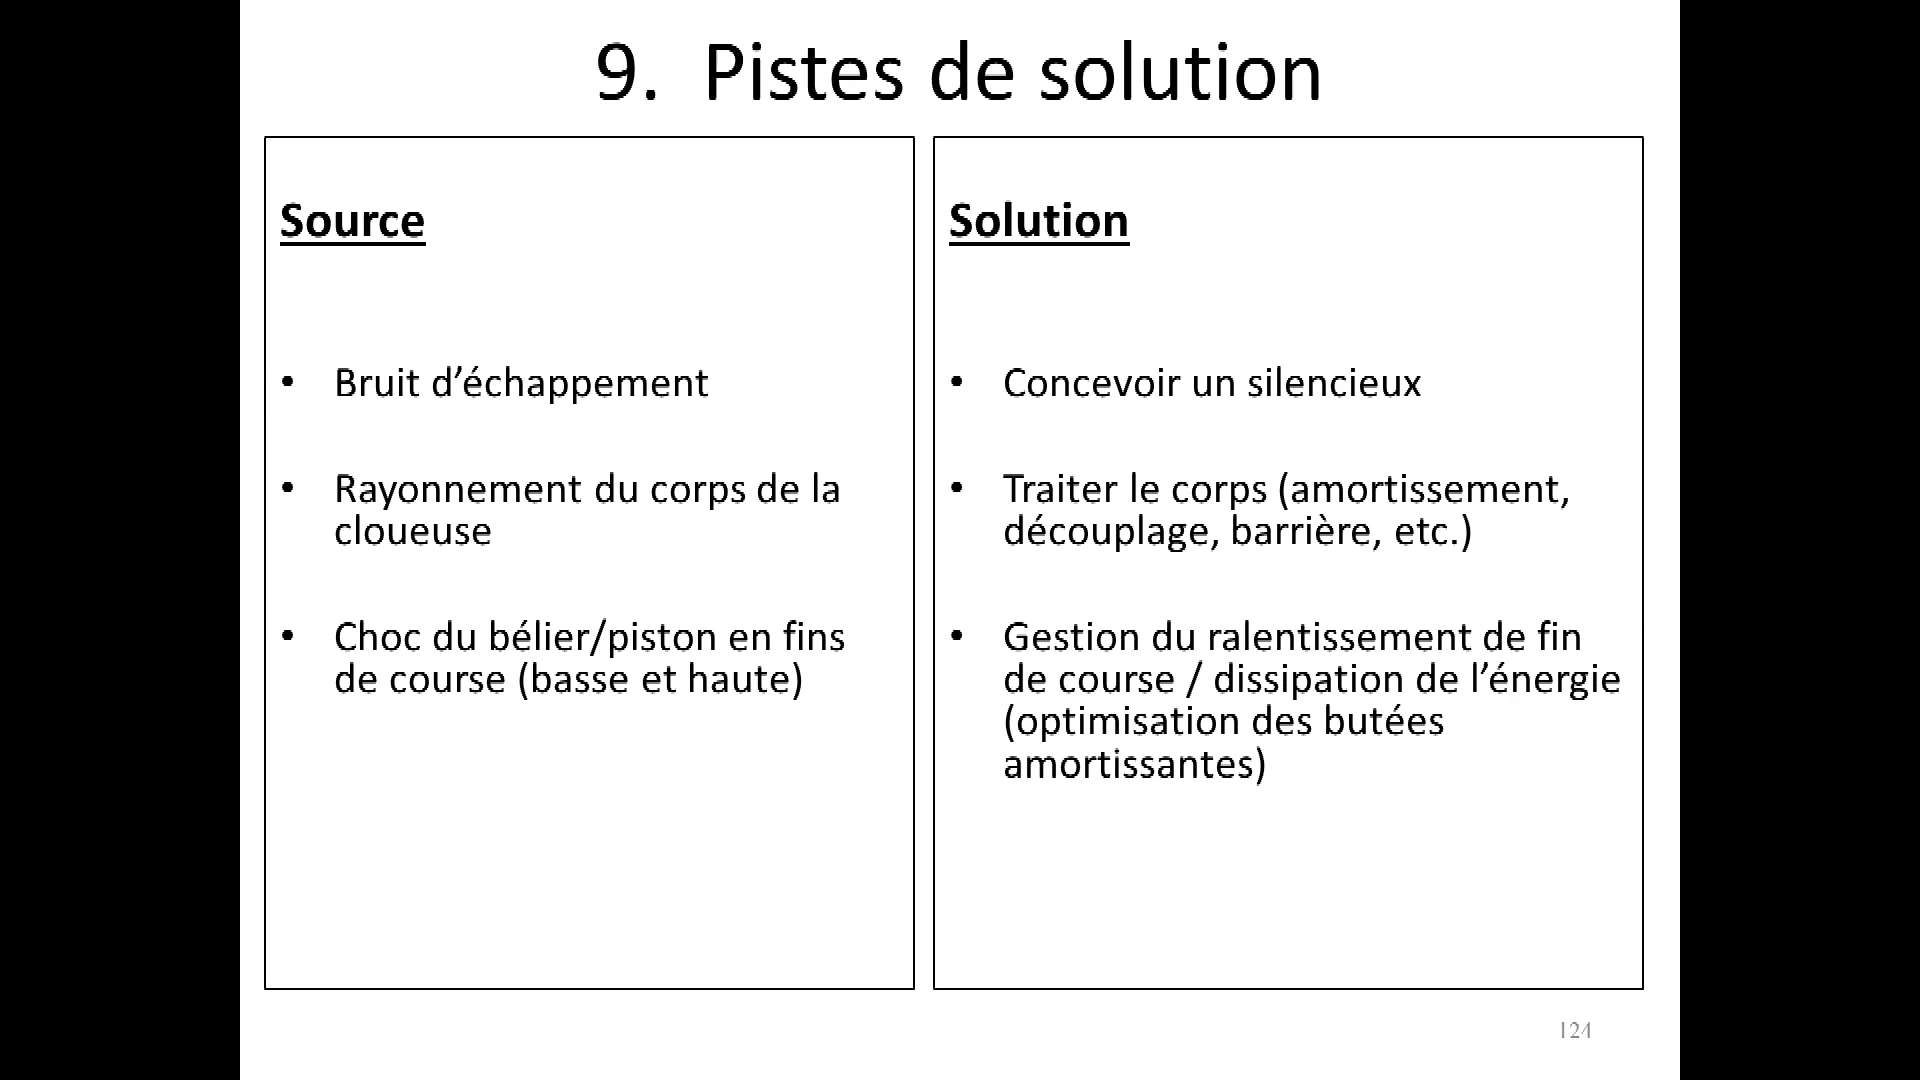 9. Pistes de solution
Source
• Bruit d’échappement
• Rayonnement du corps de la
cloueuse
• Choc du bélier/piston en fins
de course (basse et haute)
Solution
• Concevoir un silencieux
• Traiter le corps (amortissement,
découplage, barrière, etc.)
• Gestion du ralentissement de fin
de course / dissipation de l’énergie
(optimisation des butées
amortissantes)
124